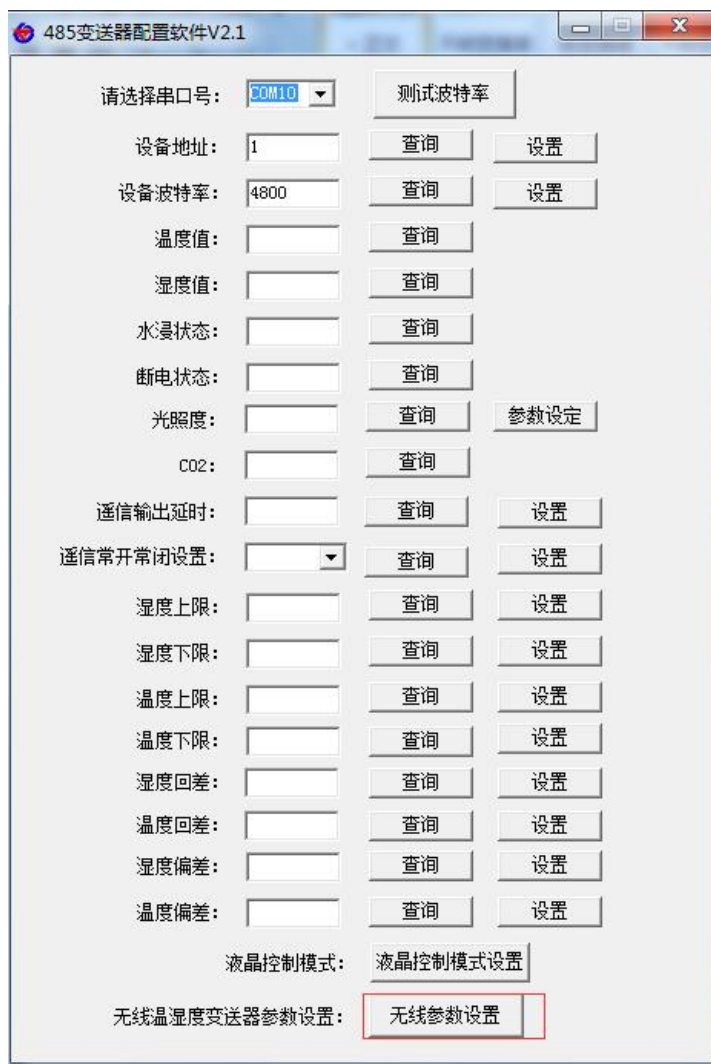 485变送器配置软件V2.1
请选择串口号： COM10 测试波特率
设备地址： 1 查询 设置
设备波特率： 4800 查询 设置
温度值： 查询
湿度值： 查询
水浸状态： 查询
断电状态： 查询
光照度： 查询 参数设定
CO2： 查询
遥信输出延时： 查询 设置
遥信常开常闭设置： 查询 设置
湿度上限： 查询 设置
湿度下限： 查询 设置
温度上限： 查询 设置
温度下限： 查询 设置
湿度回差： 查询 设置
温度回差： 查询 设置
湿度偏差： 查询 设置
温度偏差： 查询 设置
液晶控制模式： 液晶控制模式设置
无线温湿度变送器参数设置： 无线参数设置